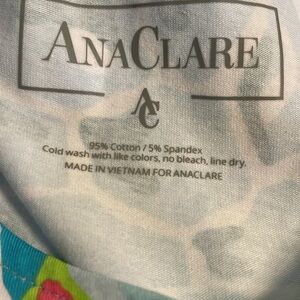 ANACLARE
AC
95% Cotton / 5% Spandex
Cold wash with like colors, no bleach, line dry.
MADE IN VIETNAM FOR ANACLARE